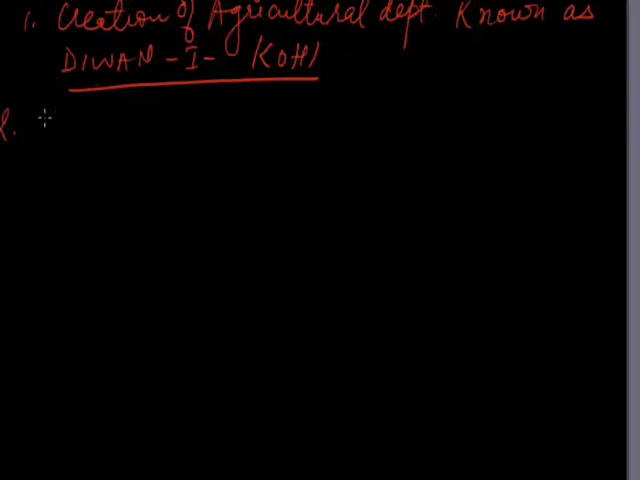 1. Creation of Agricultural dept. Known as
DIWAN-I- KOHI
2.